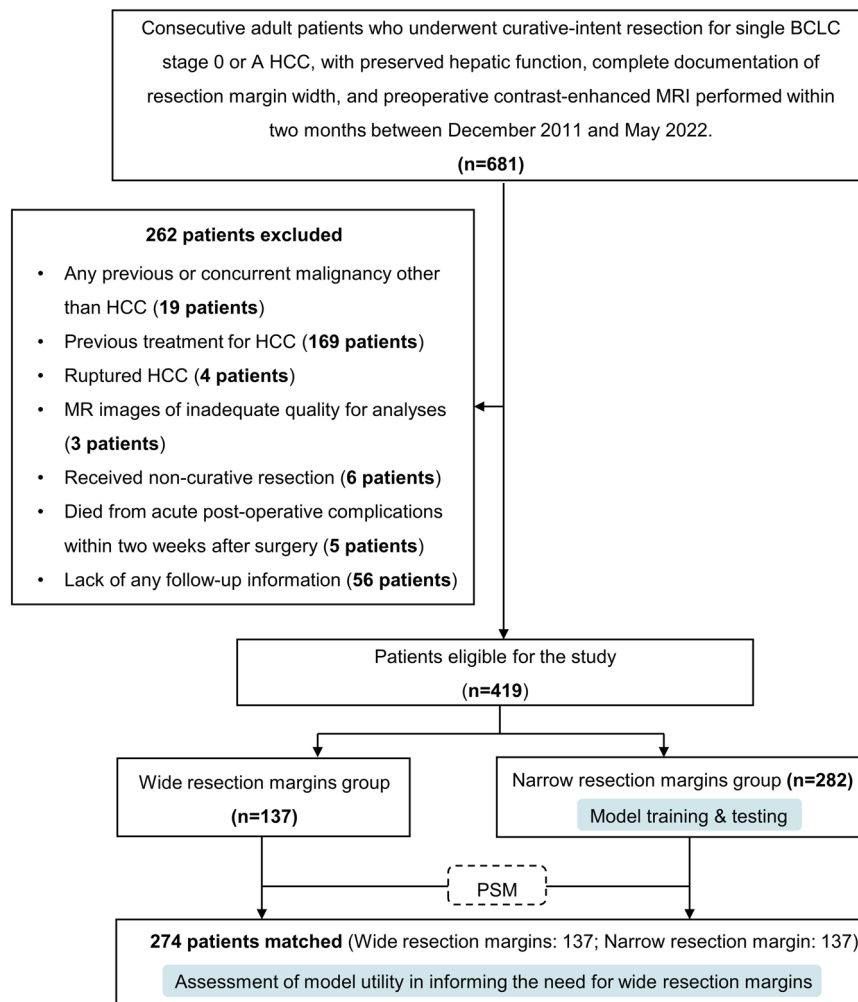 Consecutive adult patients who underwent curative-intent resection for single BCLC
stage 0 or A HCC, with preserved hepatic function, complete documentation of
resection margin width, and preoperative contrast-enhanced MRI performed within
two months between December 2011 and May 2022.
(n=681)
262 patients excluded
• Any previous or concurrent malignancy other
than HCC (19 patients)
• Previous treatment for HCC (169 patients)
• Ruptured HCC (4 patients)
• MR images of inadequate quality for analyses
(3 patients)
• Received non-curative resection (6 patients)
• Died from acute post-operative complications
within two weeks after surgery (5 patients)
• Lack of any follow-up information (56 patients)
Patients eligible for the study
(n=419)
Wide resection margins group
(n=137)
Narrow resection margins group (n=282)
Model training & testing
PSM
274 patients matched (Wide resection margins: 137; Narrow resection margin: 137)
Assessment of model utility in informing the need for wide resection margins